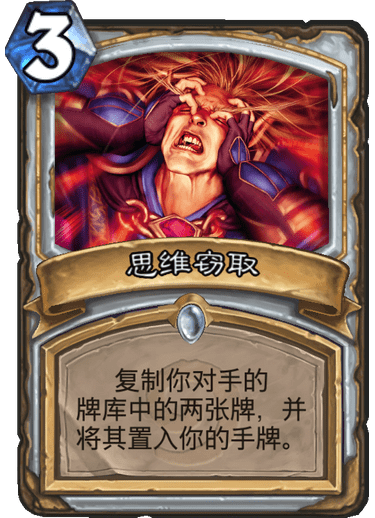 3
思维窃取
复制你对手的
牌库中的两张牌，并
将其置入你的手牌。